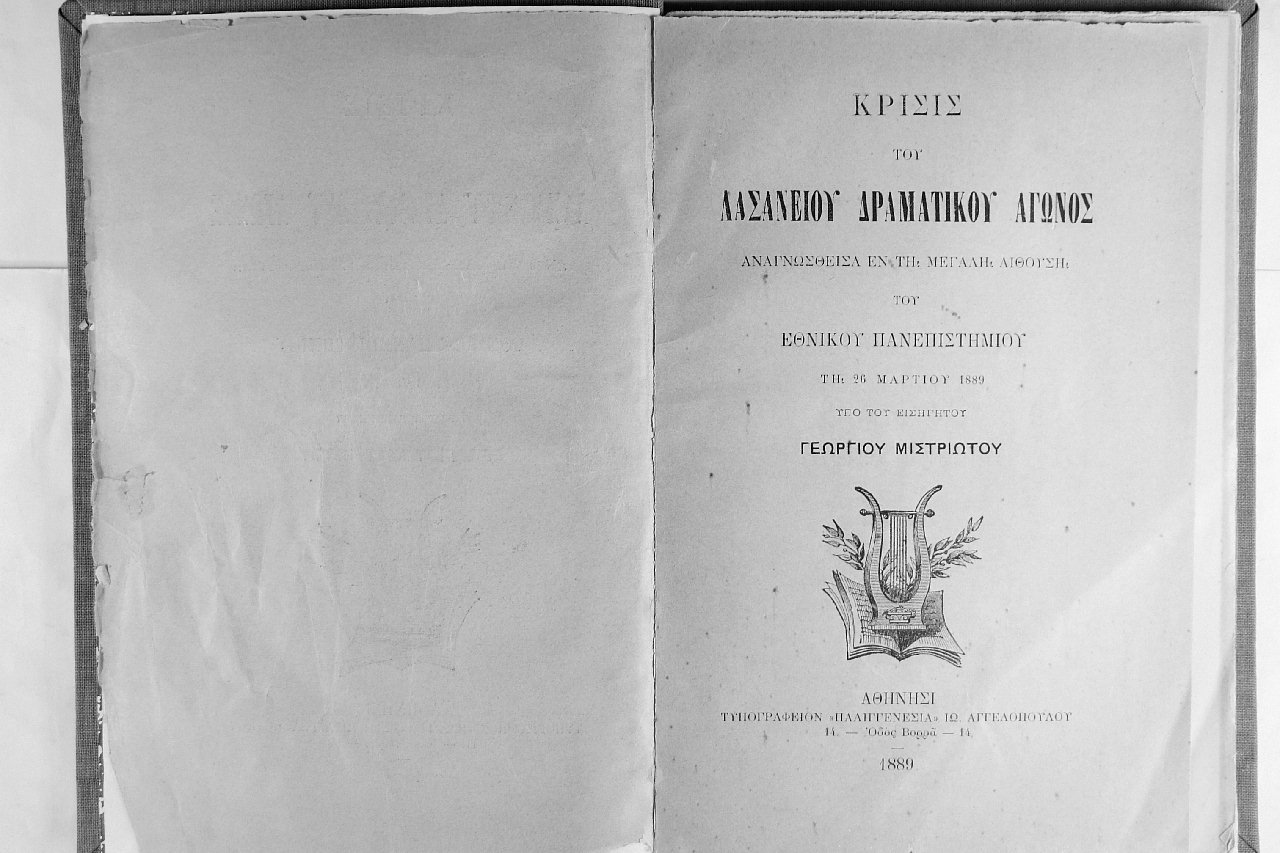 ΚΡΙΣΙΣ
ΤΟΥ
ΛΑΣΑΝΕΙΟΥ ΔΡΑΜΑΤΙΚΟΥ ΑΓΩΝΟΣ
ΑΝΑΓΝΩΣΘΕΙΣΑ ΕΝ ΤΗι ΜΕΓΑΛΗι ΑΙΘΟΥΣΗι
ΤΟΥ
ΕΘΝΙΚΟΥ ΠΑΝΕΠΙΣΤΗΜΙΟΥ
ΤΗι 26 ΜΑΡΤΙΟΥ 1889
ΥΠΟ ΤΟΥ ΕΙΣΗΓΗΤΟΥ
ΓΕΩΡΓΙΟΥ ΜΙΣΤΡΙΩΤΟΥ
ΑΘΗΝΗΣΙ
ΤΥΠΟΓΡΑΦΕΙΟΝ «ΠΑΛΙΓΓΕΝΕΣΙΑ» ΙΩ. ΑΓΓΕΛΟΠΟΥΛΟΥ
14. — Ὁδὸς Βορρᾶ — 14.
1889